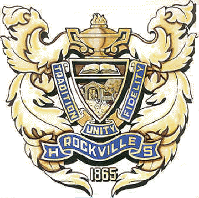 TRADITION
UNITY
FIDELITY
H ROCKVILLE S
1865